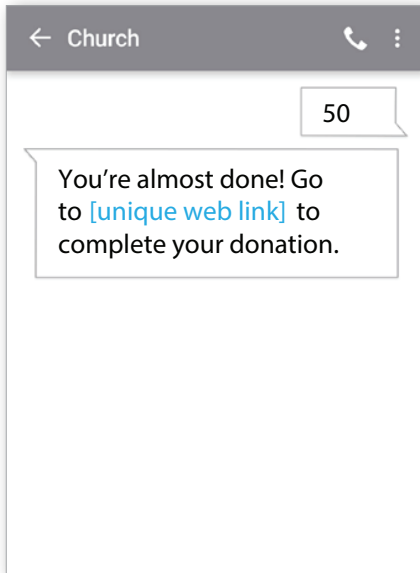 Church
50
You're almost done! Go
to [unique web link] to
complete your donation.